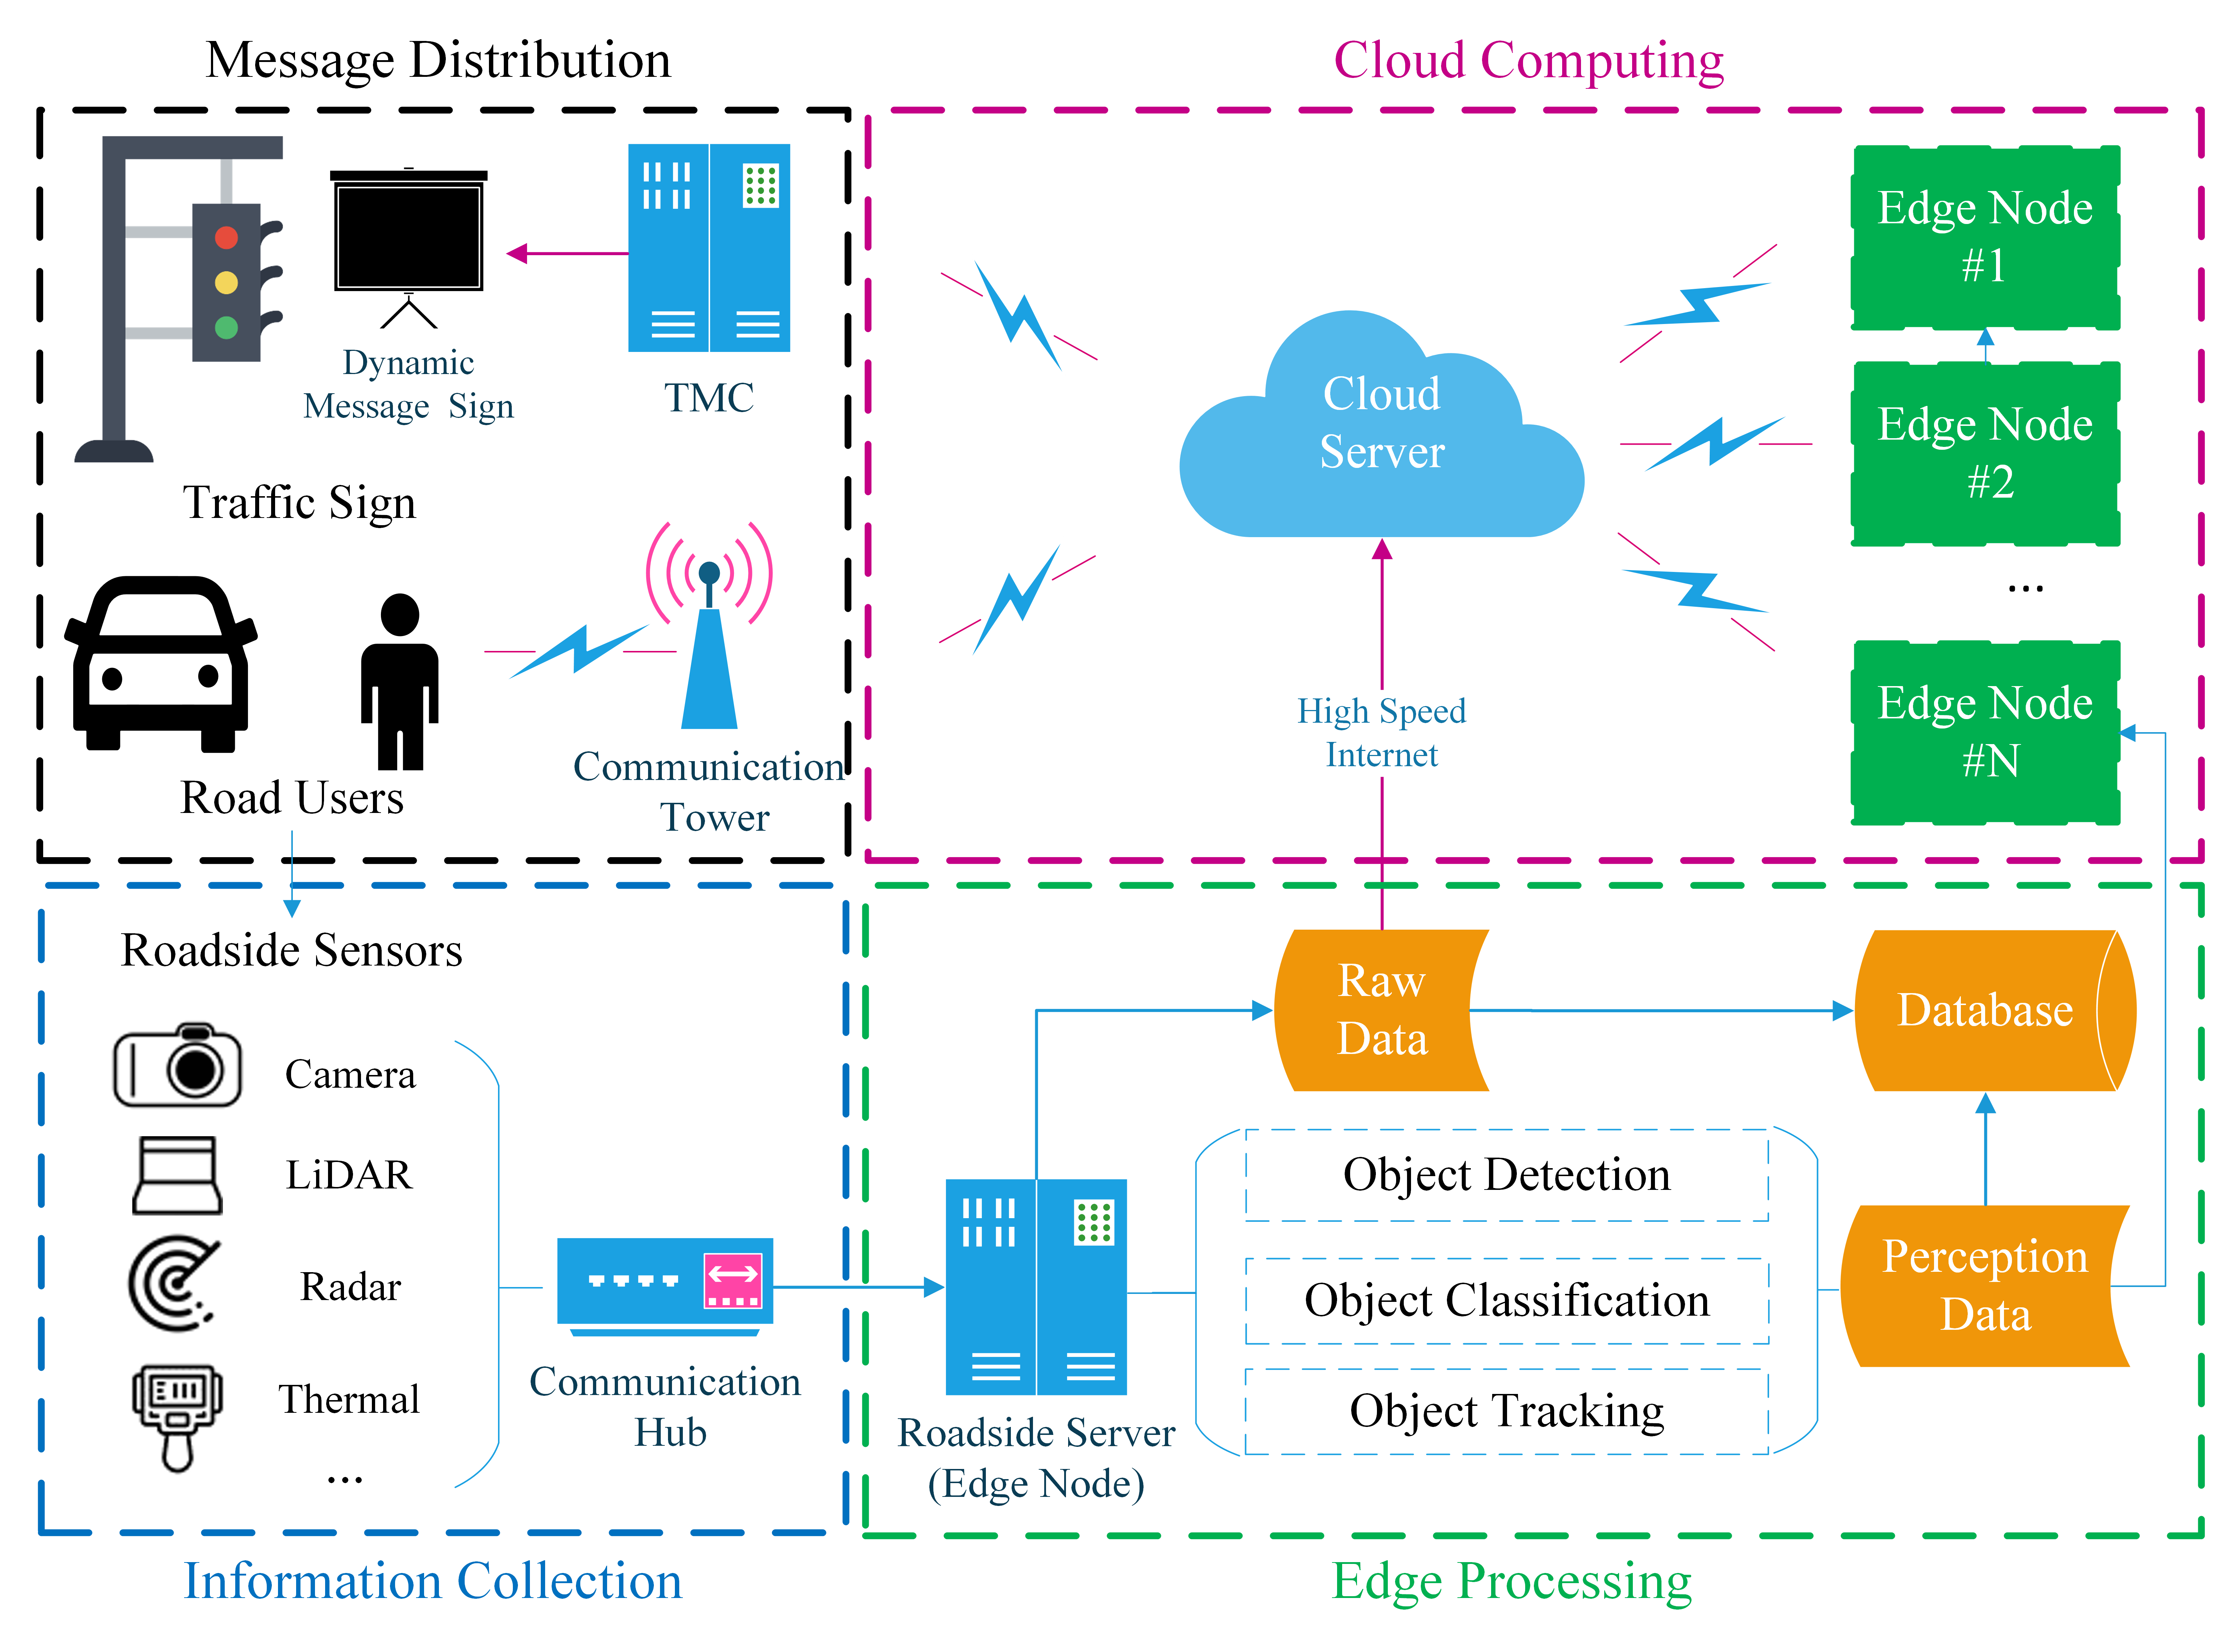 Message Distribution
Cloud Computing
Dynamic
Message Sign
TMC
Traffic Sign
Road Users
Communication
Tower
Cloud
Server
High Speed
Internet
Edge Node
#1
Edge Node
#2
...
Edge Node
#N
Roadside Sensors
Camera
LiDAR
Radar
Thermal
...
Communication
Hub
Roadside Server
(Edge Node)
Raw
Data
Database
Object Detection
Object Classification
Object Tracking
Perception
Data
Information Collection
Edge Processing